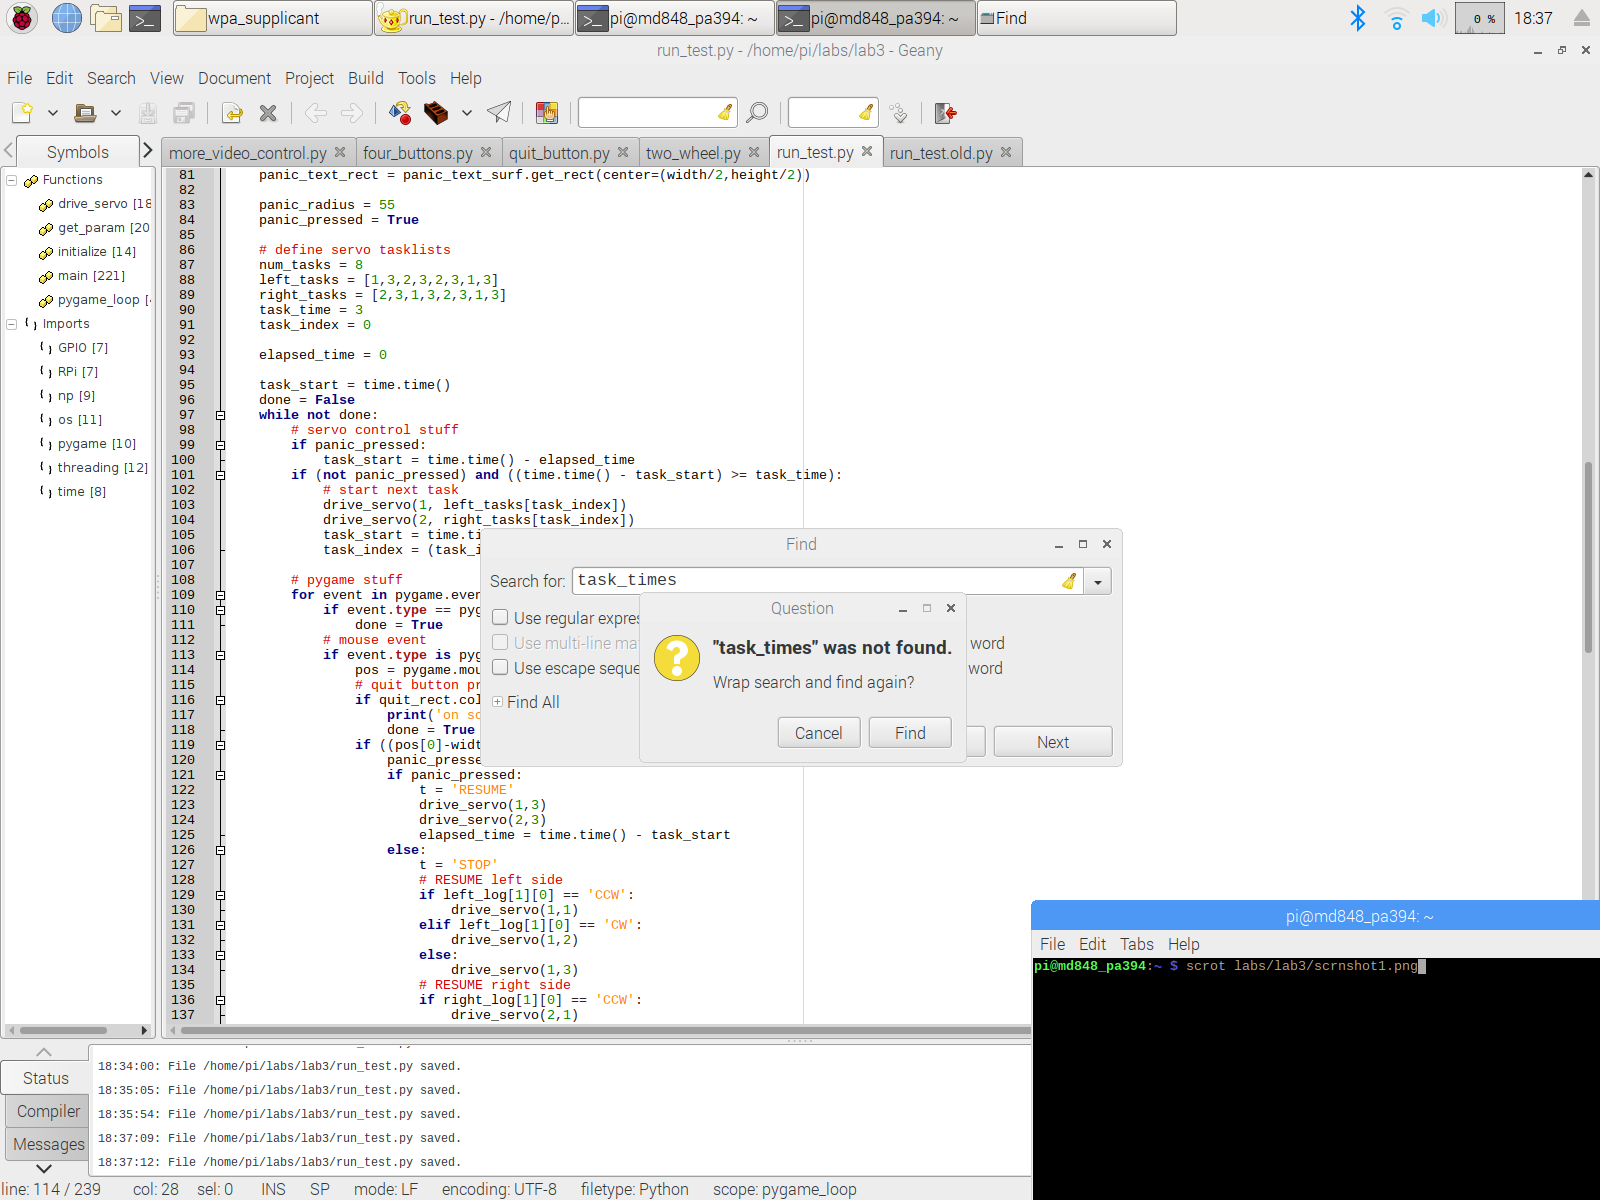 wpa_supplicant
run_test.py - /home/p...
pi@md848_pa394: ~
pi@md848_pa394: ~
Find
0 %
18:37
run_test.py - /home/pi/labs/lab3 - Geany
File Edit Search View Document Project Build Tools Help
Symbols
more_video_control.py
four_buttons.py
quit_button.py
two_wheel.py
run_test.py
run_test.old.py
Functions
drive_servo [18
get_param [20
initialize [14]
main [221]
pygame_loop [
Imports
GPIO [7]
RPi [7]
np [9]
os [11]
pygame [10]
threading [12]
time [8]
81 panic_text_rect = panic_text_surf.get_rect(center=(width/2,height/2))
82
83 panic_radius = 55
84 panic_pressed = True
85
86 # define servo tasklists
87 num_tasks = 8
88 left_tasks = [1,3,2,3,2,3,1,3]
89 right_tasks = [2,3,1,3,2,3,1,3]
90 task_time = 3
91 task_index = 0
92
93 elapsed_time = 0
94
95 task_start = time.time()
96 done = False
97 while not done:
98 # servo control stuff
99 if panic_pressed:
100 task_start = time.time() - elapsed_time
101 if (not panic_pressed) and ((time.time() - task_start) >= task_time):
102 # start next task
103 drive_servo(1, left_tasks[task_index])
104 drive_servo(2, right_tasks[task_index])
105 task_start = time.ti
106 task_index = (task_i
107
108 # pygame stuff
109 for event in pygame.even
110 if event.type == pyg
111 done = True
112 # mouse event
113 if event.type is pyg
114 pos = pygame.mou
115 # quit button pr
116 if quit_rect.col
117 print('on sc
118 done = True
119 if ((pos[0]-widt
120 panic_presse
121 if panic_pressed:
122 t = 'RESUME'
123 drive_servo(1,3)
124 drive_servo(2,3)
125 elapsed_time = time.time() - task_start
126 else:
127 t = 'STOP'
128 # RESUME left side
129 if left_log[1][0] == 'CCW':
130 drive_servo(1,1)
131 elif left_log[1][0] == 'CW':
132 drive_servo(1,2)
133 else:
134 drive_servo(1,3)
135 # RESUME right side
136 if right_log[1][0] == 'CCW':
137 drive_servo(2,1)
Find
Search for: task_times
Use regular expres
Use multi-line ma
word
Use escape seque
word
Find All
Next
Question
"task_times" was not found.
Wrap search and find again?
Cancel
Find
pi@md848_pa394: ~
File Edit Tabs Help
pi@md848_pa394:~ $ scrot labs/lab3/scrnshot1.png
Status
Compiler
Messages
18:34:00: File /home/pi/labs/lab3/run_test.py saved.
18:35:05: File /home/pi/labs/lab3/run_test.py saved.
18:35:54: File /home/pi/labs/lab3/run_test.py saved.
18:37:09: File /home/pi/labs/lab3/run_test.py saved.
18:37:12: File /home/pi/labs/lab3/run_test.py saved.
line: 114 / 239 col: 28 sel: 0 INS SP mode: LF encoding: UTF-8 filetype: Python scope: pygame_loop